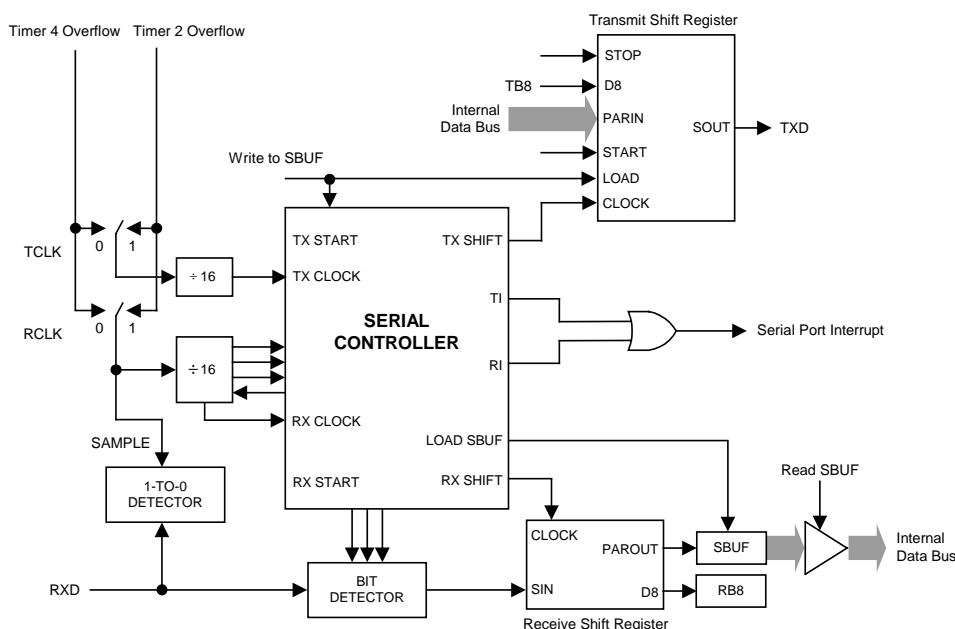 Transmit Shift Register
Timer 4 Overflow
Timer 2 Overflow
STOP
TB8
D8
Internal
Data Bus
PARIN
SOUT
TXD
START
Write to SBUF
LOAD
CLOCK
TX START
TX SHIFT
TCLK
0
1
÷ 16
TX CLOCK
TI
SERIAL
CONTROLLER
Serial Port Interrupt
RCLK
0
1
÷ 16
RI
RX CLOCK
SAMPLE
LOAD SBUF
1-TO-0
DETECTOR
RX START
RX SHIFT
Read SBUF
CLOCK
PAROUT
SBUF
Internal
Data Bus
RXD
BIT
DETECTOR
SIN
D8
RB8
Receive Shift Register